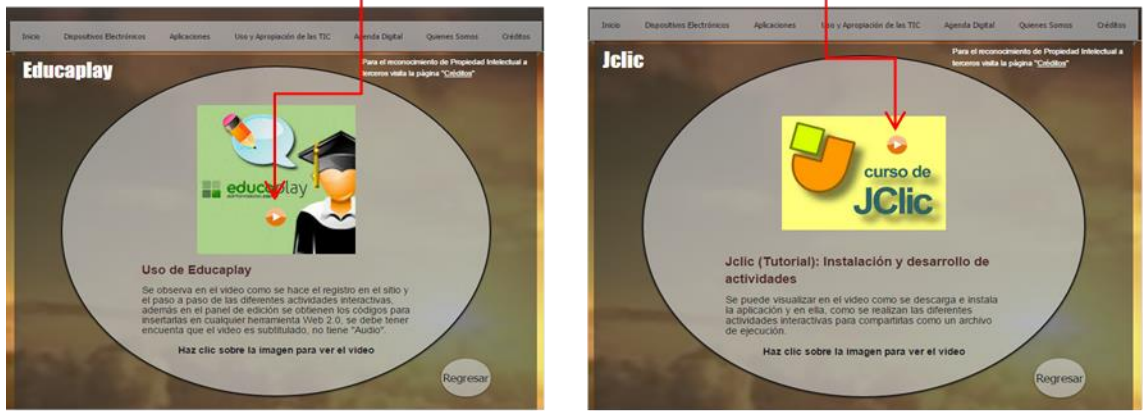 Inicio Dispositivos Electrónicos Aplicaciones Uso y Apropiación de las TIC Agenda Digital Quienes Somos Créditos
Educaplay
Para el reconocimiento de Propiedad Intelectual a
terceros visita la página "Créditos"
educaplay
Uso de Educaplay
Se observa en el video como se hace el registro en el sitio y
el paso a paso de las diferentes actividades interactivas,
además en el panel de edición se obtienen los códigos para
insertarlas en cualquier herramienta Web 2.0, se debe tener
encuenta que el video es subtitulado, no tiene "Audio".
Haz clic sobre la imagen para ver el video
Regresar
Inicio Dispositivos Electrónicos Aplicaciones Uso y Apropiación de las TIC Agenda Digital Quienes Somos Créditos
Jclic
Para el reconocimiento de Propiedad Intelectual a
terceros visita la página "Créditos"
curso de
JClic
Jclic (Tutorial): Instalación y desarrollo de
actividades
Se puede visualizar en el video como se descarga e instala
la aplicación y en ella, como se realizan las diferentes
actividades interactivas para compartirlas como un archivo
de ejecución.
Haz clic sobre la imagen para ver el video
Regresar